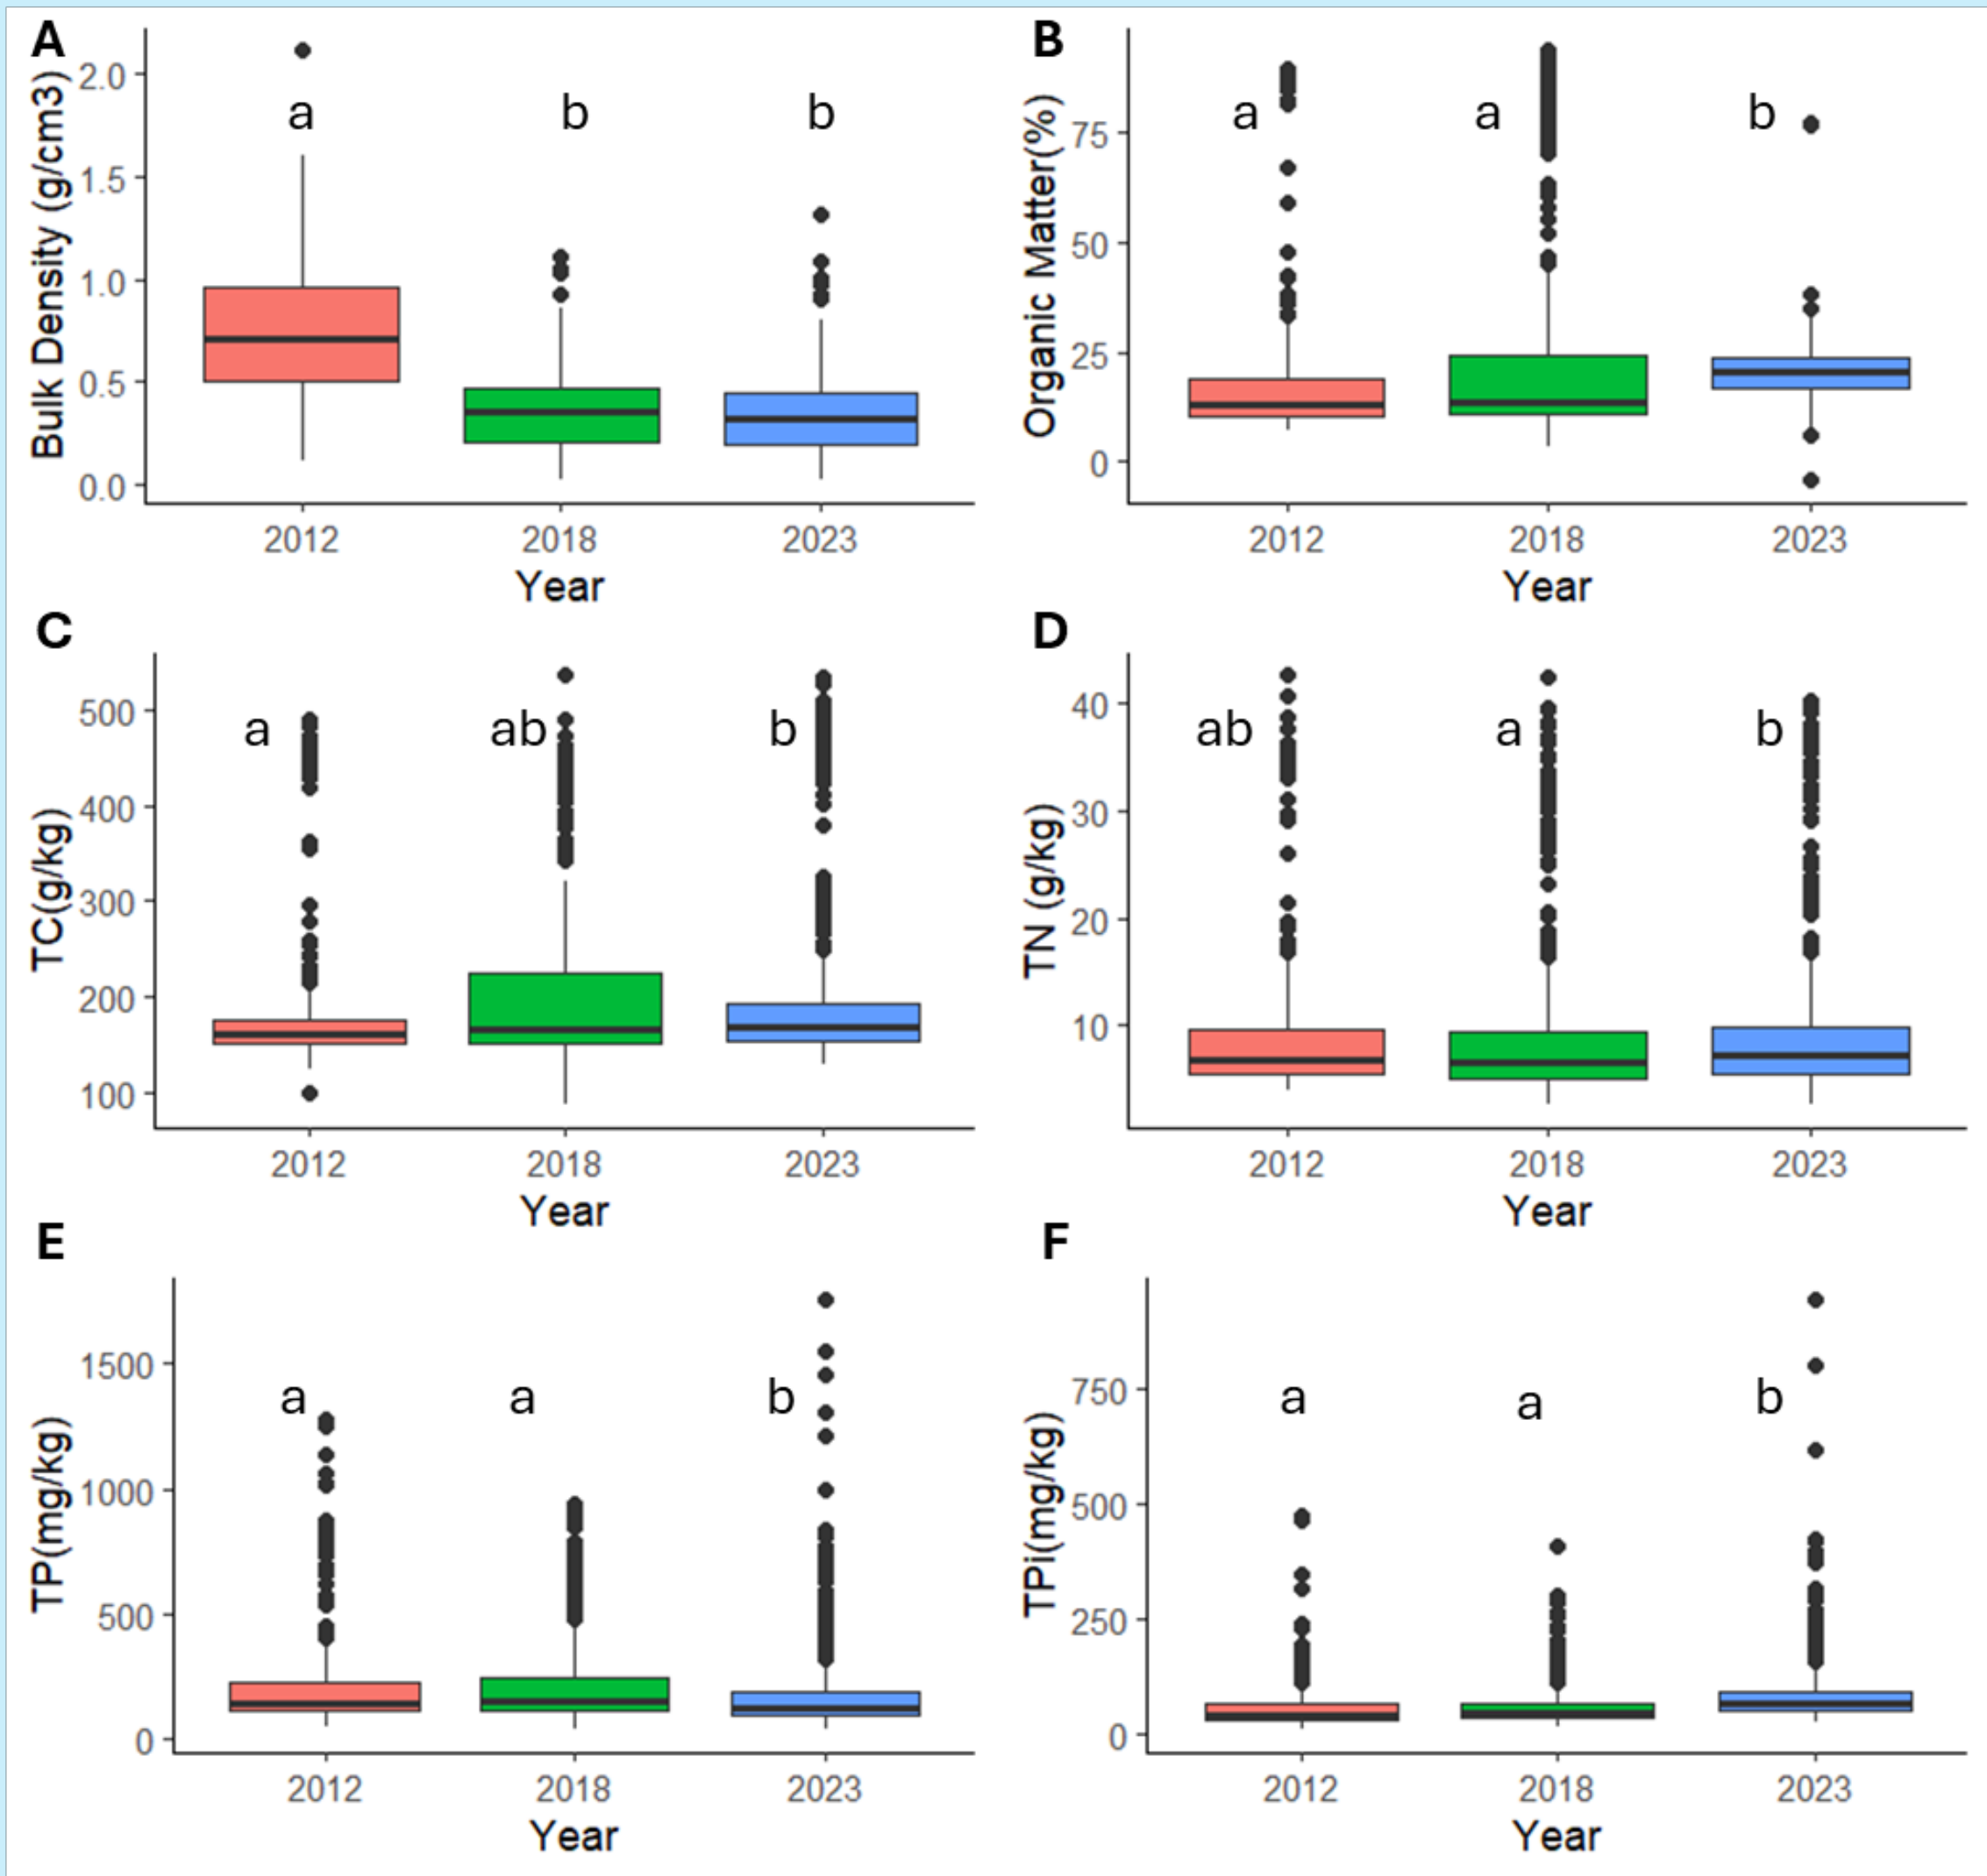 A
Bulk Density (g/cm3)
2.0
1.5
1.0
0.5
0.0
a b b
2012 2018 2023
Year
B
Organic Matter(%)
75
50
25
0
a a b
2012 2018 2023
Year
C
TC(g/kg)
500
400
300
200
100
a ab b
2012 2018 2023
Year
D
TN (g/kg)
40
30
20
10
ab a b
2012 2018 2023
Year
E
TP(mg/kg)
1500
1000
500
0
a a b
2012 2018 2023
Year
F
TPi(mg/kg)
750
500
250
0
a a b
2012 2018 2023
Year